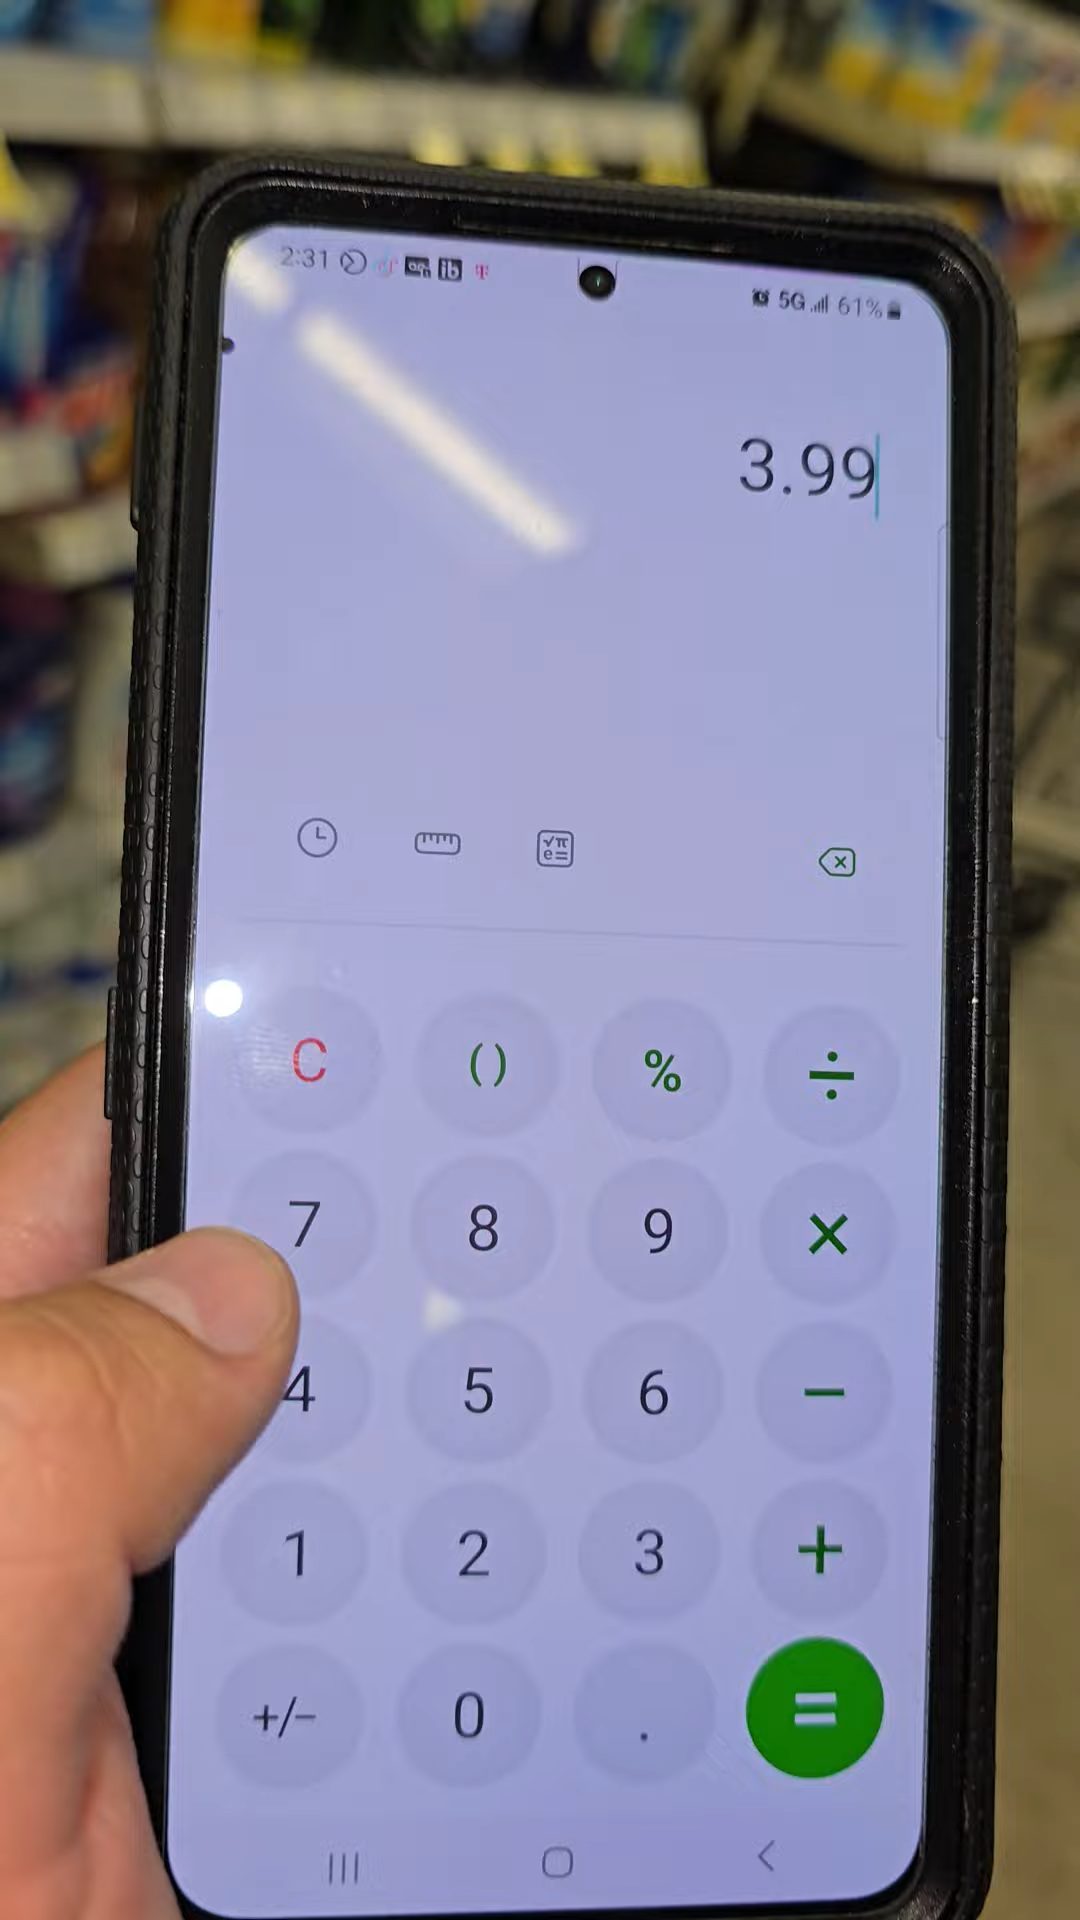 2:31 5G 61%
3.99
√π
e=
C () % ÷
7 8 9 ×
4 5 6 −
1 2 3 +
+/− 0 . =